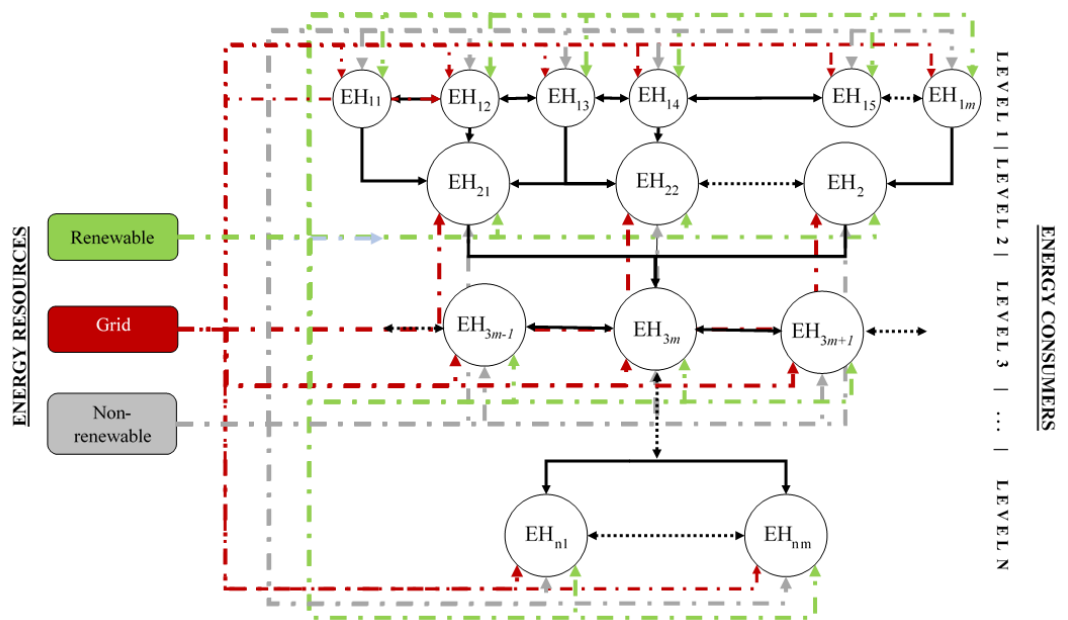 EH11
EH12
EH13
EH14
EH15
EH1m
EH21
EH22
EH2
Renewable
Grid
Non-
renewable
EH3m-1
EH3m
EH3m+1
EHn1
EHnm
ENERGY RESOURCES
LEVEL 1 | LEVEL 2 | LEVEL 3 | ... | LEVEL N
ENERGY CONSUMERS